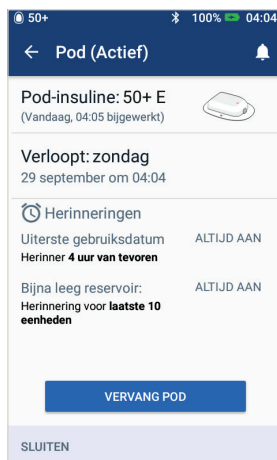 50+ 100% 04:04
Pod (Actief)
Pod-insuline: 50+ E
(Vandaag, 04:05 bijgewerkt)
Verloopt: zondag
29 september om 04:04
Herinneringen
Uiterste gebruiksdatum ALTIJD AAN
Herinner 4 uur van tevoren
Bijna leeg reservoir: ALTIJD AAN
Herinnering voor laatste 10
eenheden
VERVANG POD
SLUITEN